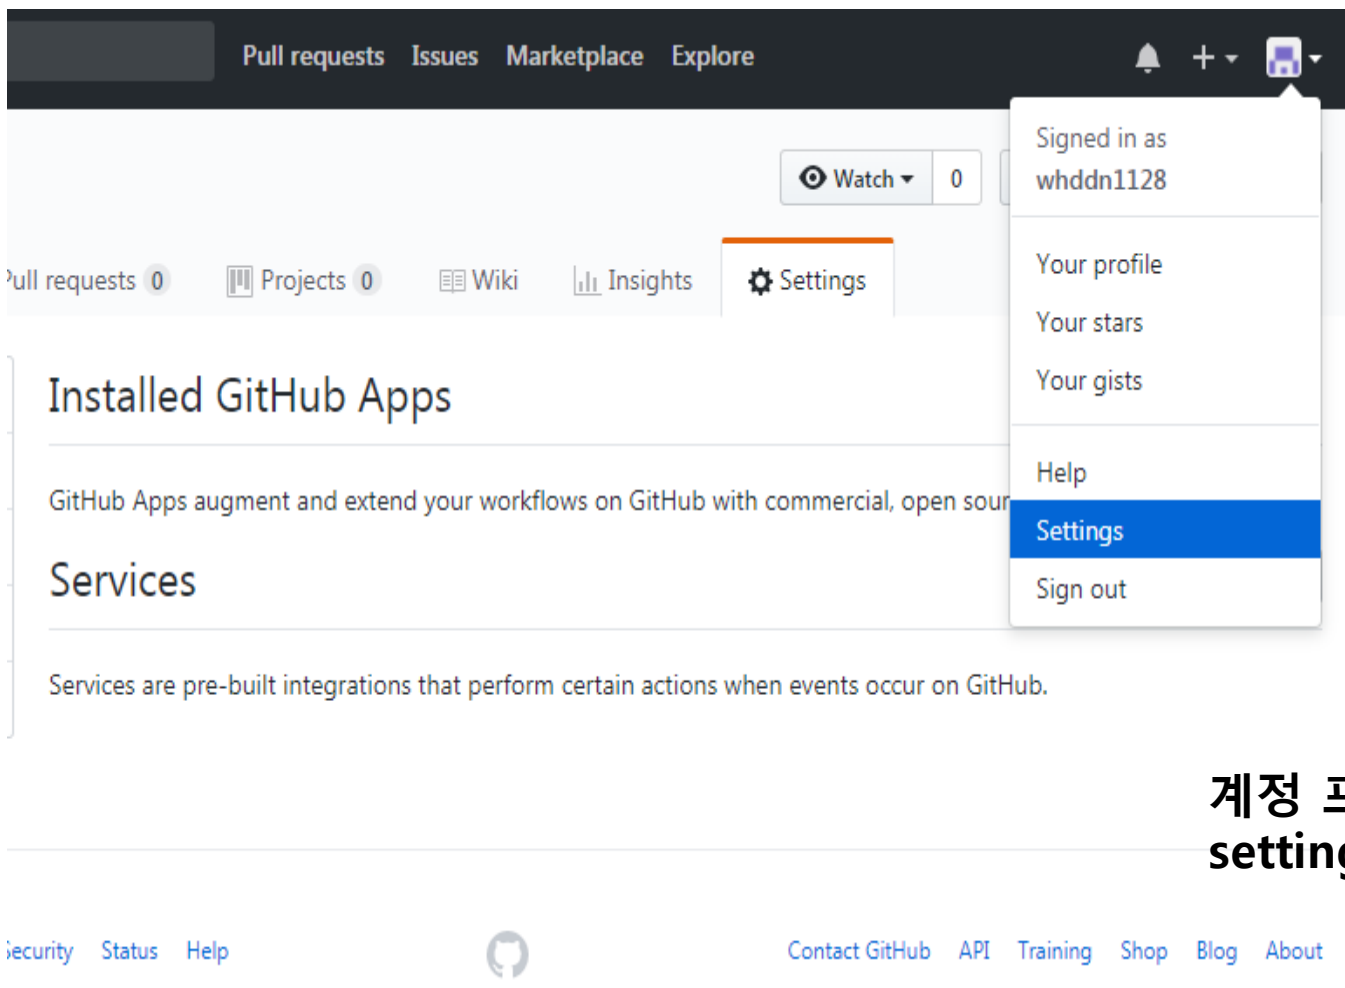 Pull requests Issues Marketplace Explore
Signed in as
whddn1128
Watch 0
Your profile
Your stars
Your gists
Pull requests 0 Projects 0 Wiki Insights Settings
Installed GitHub Apps
GitHub Apps augment and extend your workflows on GitHub with commercial, open
Help
Settings
Sign out
Services
Services are pre-built integrations that perform certain actions when events occur on GitHub.
계정
setting
Security Status Help Contact GitHub API Training Shop Blog About